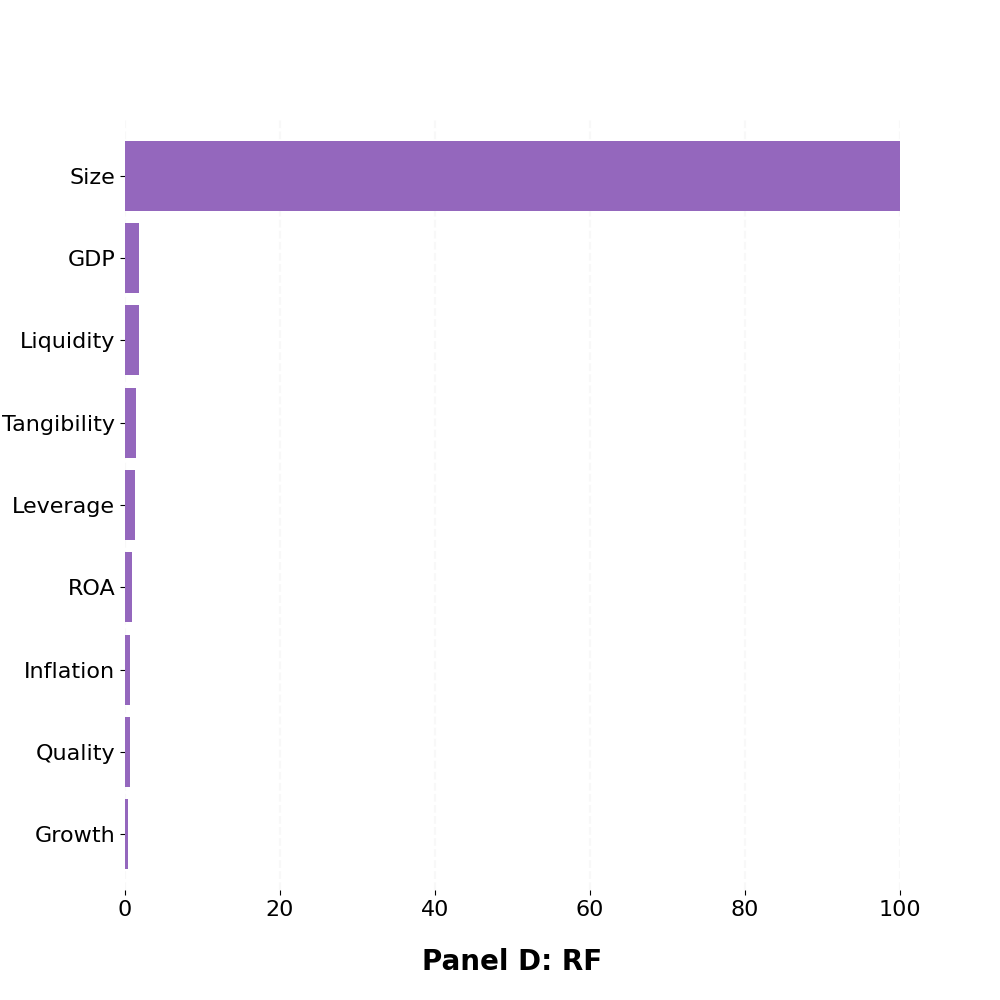 Size
GDP
Liquidity
Tangibility
Leverage
ROA
Inflation
Quality
Growth
0 20 40 60 80 100
Panel D: RF